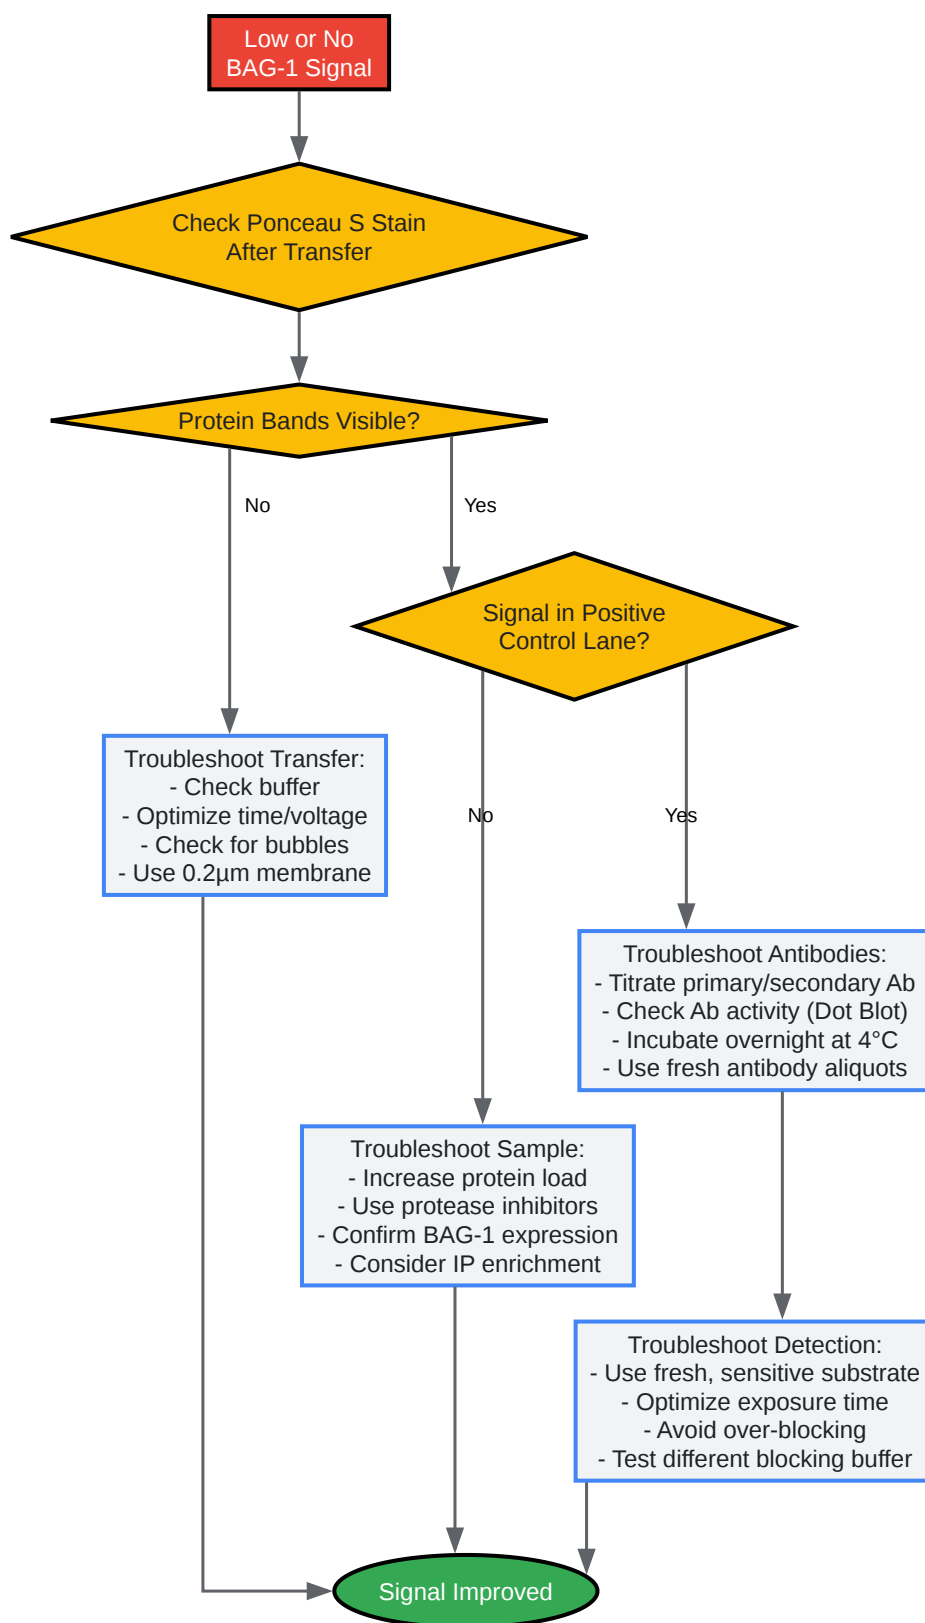 Low or No
BAG-1 Signal
Check Ponceau S Stain
After Transfer
Protein Bands Visible?
No
Yes
Signal in Positive
Control Lane?
Troubleshoot Transfer:
- Check buffer
- Optimize time/voltage
- Check for bubbles
- Use 0.2µm membrane
No
Yes
Troubleshoot Antibodies:
- Titrate primary/secondary Ab
- Check Ab activity (Dot Blot)
- Incubate overnight at 4°C
- Use fresh antibody aliquots
Troubleshoot Sample:
- Increase protein load
- Use protease inhibitors
- Confirm BAG-1 expression
- Consider IP enrichment
Troubleshoot Detection:
- Use fresh, sensitive substrate
- Optimize exposure time
- Avoid over-blocking
- Test different blocking buffer
Signal Improved